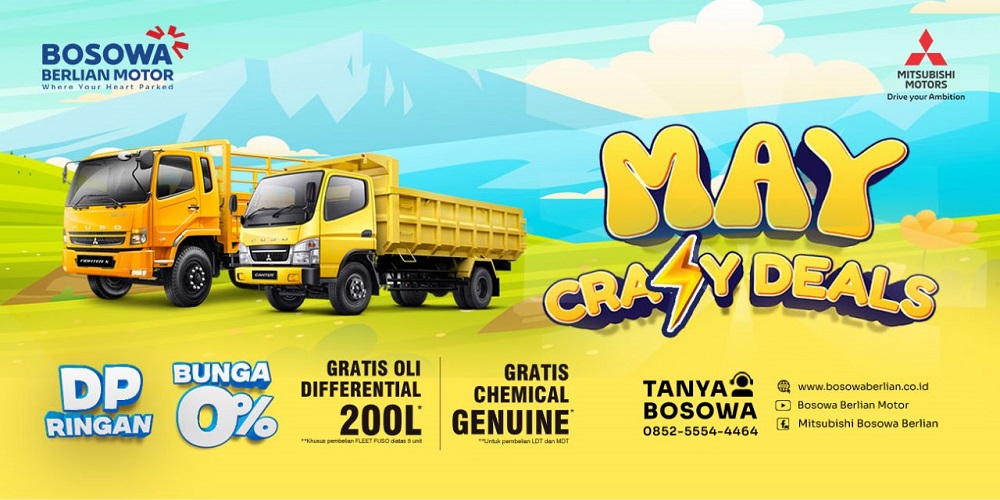 BOSOWA
BERLIAN MOTOR
Where Your Heart Parked
MITSUBISHI
MOTORS
Drive your Ambition
MAY
CRAZY DEALS
FUSO
FIGHTER X
FUSO
CANTER
DP
RINGAN
BUNGA
0%
GRATIS OLI
DIFFERENTIAL
200L*
**Khusus pembelian FLEET FUSO diatas 5 unit
GRATIS
CHEMICAL
GENUINE*
**Untuk pembelian LDT dan MDT
TANYA
BOSOWA
0852-5554-4464
www.bosowaberlian.co.id
Bosowa Berlian Motor
Mitsubishi Bosowa Berlian